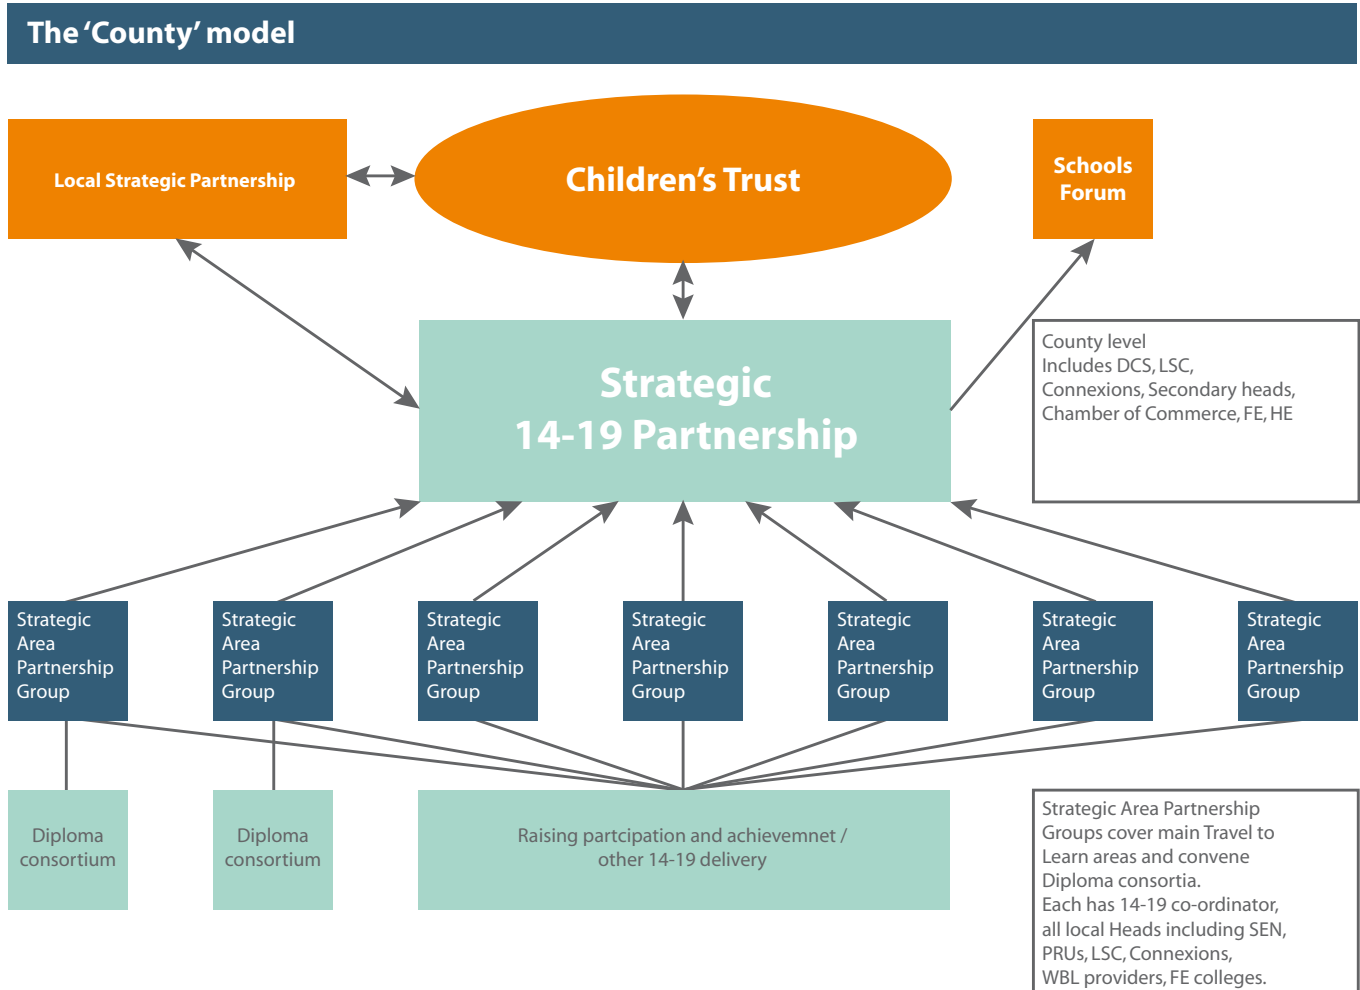 The ‘County’ model
Local Strategic Partnership
Children’s Trust
Schools
Forum
Strategic
14-19 Partnership
County level
Includes DCS, LSC,
Connexions, Secondary heads,
Chamber of Commerce, FE, HE
Strategic
Area
Partnership
Group
Strategic
Area
Partnership
Group
Strategic
Area
Partnership
Group
Strategic
Area
Partnership
Group
Strategic
Area
Partnership
Group
Strategic
Area
Partnership
Group
Strategic
Area
Partnership
Group
Diploma
consortium
Diploma
consortium
Raising partcipation and achievemnet /
other 14-19 delivery
Strategic Area Partnership
Groups cover main Travel to
Learn areas and convene
Diploma consortia.
Each has 14-19 co-ordinator,
all local Heads including SEN,
PRUs, LSC, Connexions,
WBL providers, FE colleges.